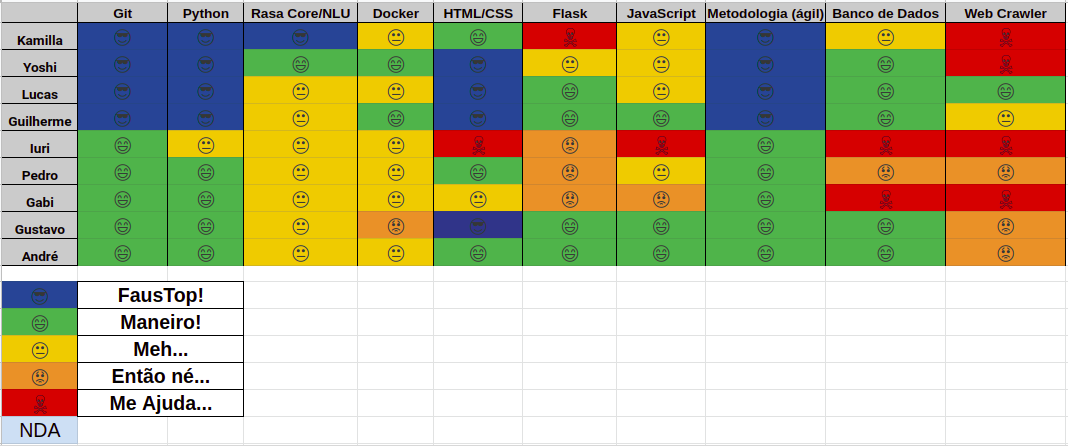 Git Python Rasa Core/NLU Docker HTML/CSS Flask JavaScript Metodologia (ágil) Banco de Dados Web Crawler
Kamilla
Yoshi
Lucas
Guilherme
Iuri
Pedro
Gabi
Gustavo
André
FausTop!
Maneiro!
Meh...
Então né...
Me Ajuda...
NDA